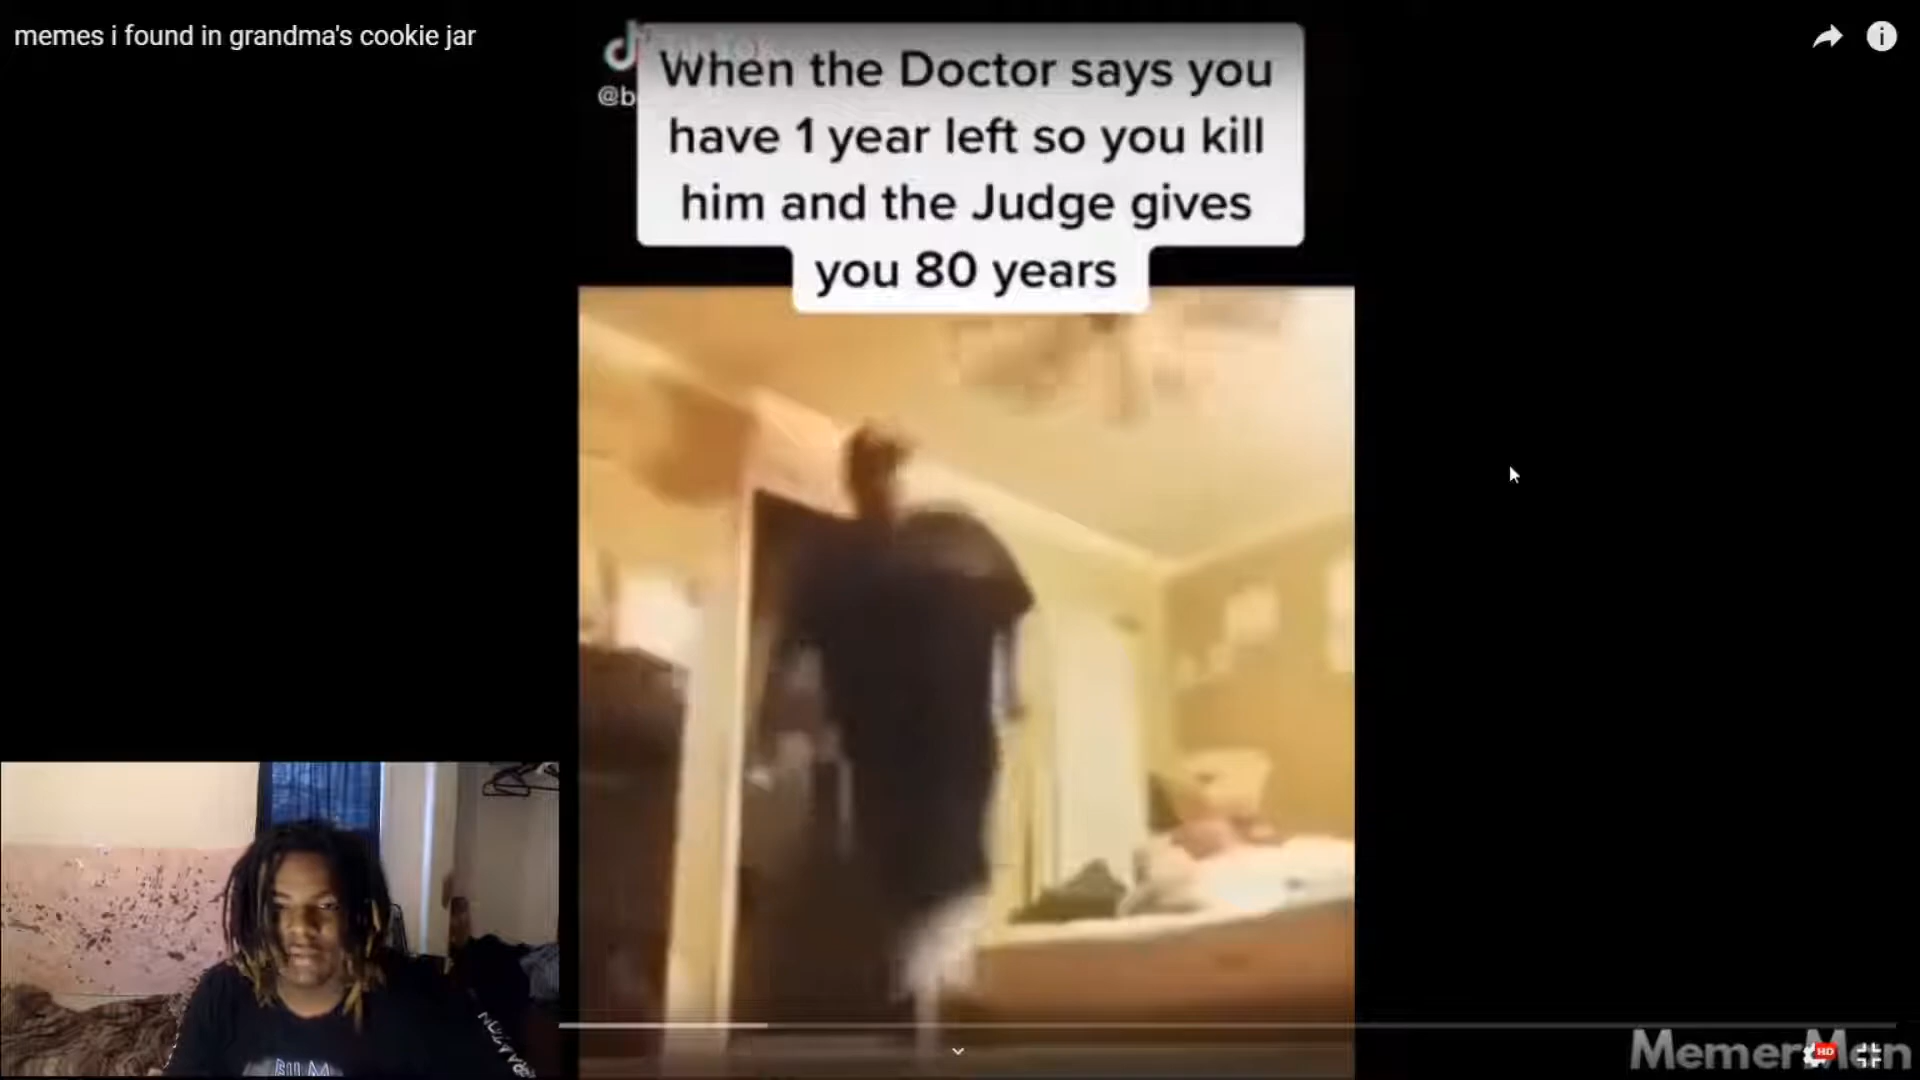 memes i found in grandma's cookie jar
@b
When the Doctor says you
have 1 year left so you kill
him and the Judge gives
you 80 years
MemerMan
HD